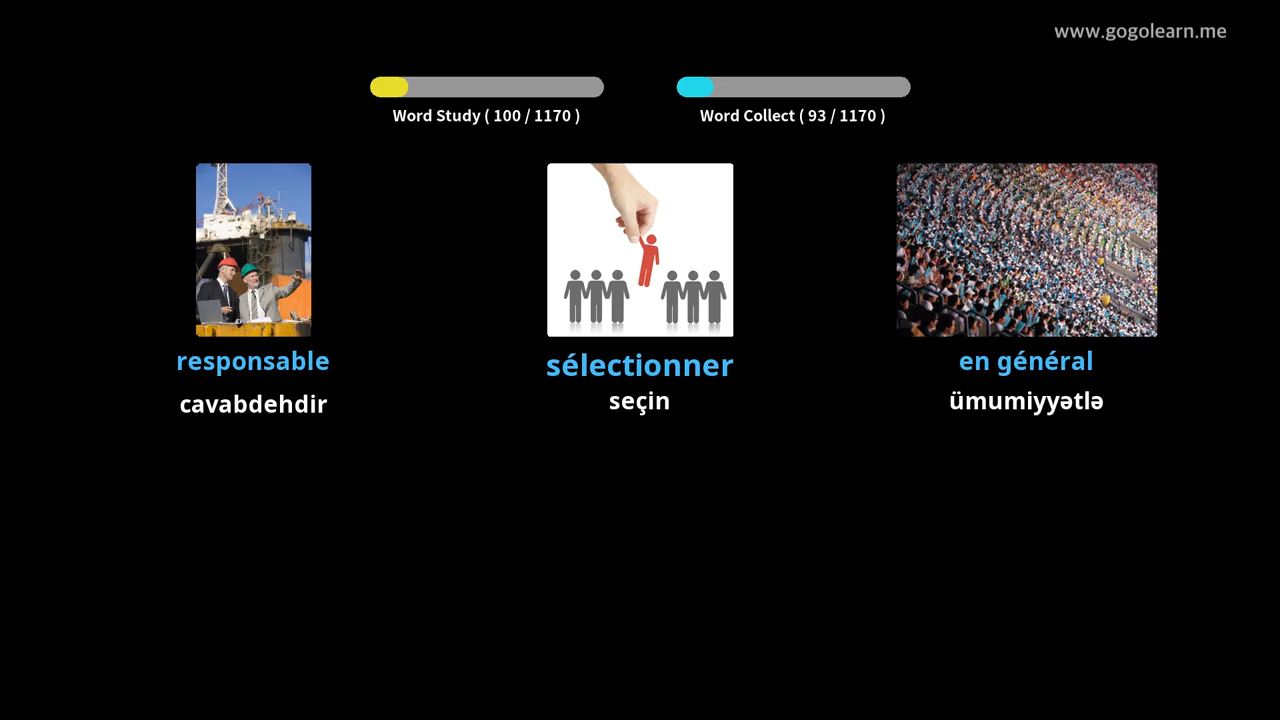 www.gogolearn.me
Word Study ( 100 / 1170 )
Word Collect ( 93 / 1170 )
responsable
cavabdehdir
sélectionner
seçin
en général
ümumiyyətlə